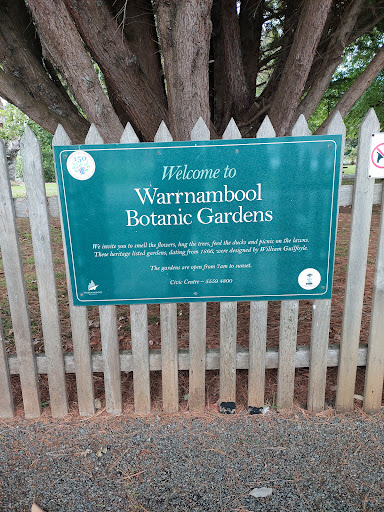 150
Welcome to
Warrnambool
Botanic Gardens
We invite you to smell the flowers, hug the trees, feed the ducks and picnic on the lawns.
These heritage listed gardens, dating from 1866, were designed by William Guilfoyle.
The gardens are open from 7am to sunset.
Civic Centre – 5559 4800